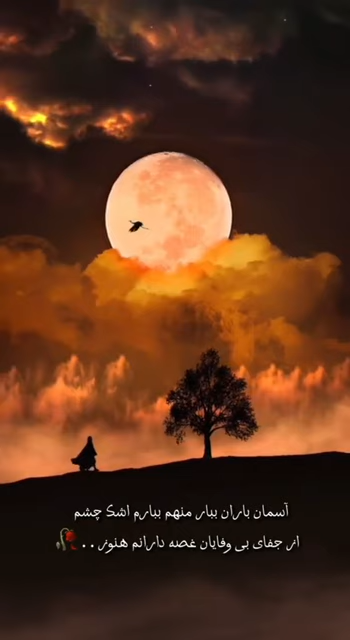 آسمان باران ببار منهم ببارم اشک چشم
از جفای بی وفایان غصه دارانم هنوز . . 🥀